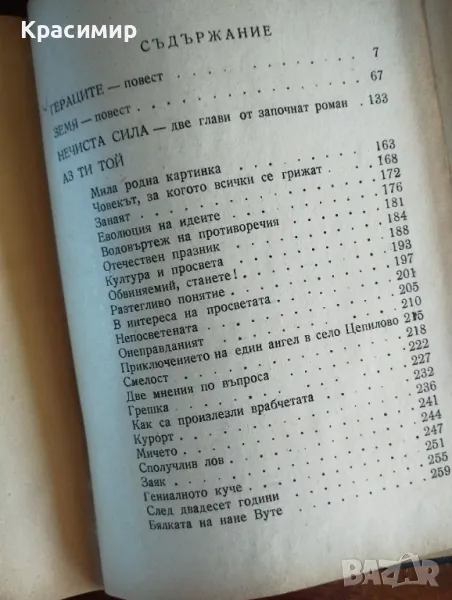 Красимир
СЪДЪРЖАНИЕ
ГЕРАЦИТЕ — повест . . . . . . . 7
ЗЕМЯ — повест . . . . . . . . 67
НЕЧИСТА СИЛА — две глави от започнат роман 133
АЗ ТИ ТОЙ
Мила родна картинка . . . . . . 163
Човекът, за когото всички се грижат . . 168
Занаят . . . . . . . . . . 172
Еволюция на идеите . . . . . . 176
Водовъртеж на противоречия . . . . 181
Отечествен празник . . . . . . 184
Култура и просвета . . . . . . 188
Обвиняемий, станете! . . . . . . 193
Разтегливо понятие . . . . . . 197
В интереса на просветата . . . . . 201
Непосветената . . . . . . . . 205
Онеправданият . . . . . . . . 210
Приключението на един ангел в село Цепилово 215
Смелост . . . . . . . . . . 218
Две мнения по въпроса . . . . . . 222
Грешка . . . . . . . . . . 227
Как са произлезли врабчетата . . . . 232
Курорт . . . . . . . . . . 236
Мичето . . . . . . . . . . 241
Сполучлив лов . . . . . . . . 244
Заяк . . . . . . . . . . . 247
Гениалното куче . . . . . . . . 251
След двадесет години . . . . . . 255
Бялката на нане Вуте . . . . . . 259
BAZAR.BG